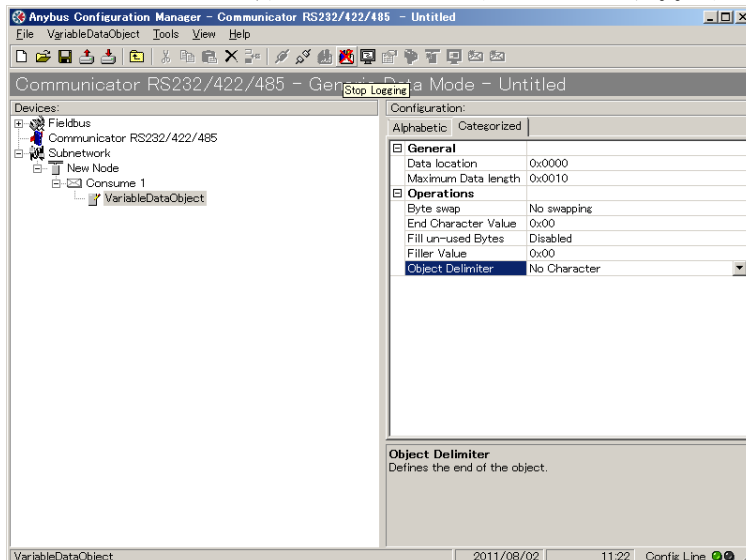 Anybus Configuration Manager - Communicator RS232/422/485 - Untitled
File VariableDataObject Tools View Help
Communicator RS232/422/485 - Generic Data Mode - Untitled
Stop Logging
Devices:
Fieldbus
Communicator RS232/422/485
Subnetwork
New Node
Consume 1
VariableDataObject
Configuration:
Alphabetic Categorized
General
Data location 0x0000
Maximum Data length 0x0010
Operations
Byte swap No swapping
End Character Value 0x00
Fill un-used Bytes Disabled
Filler Value 0x00
Object Delimiter No Character
Object Delimiter
Defines the end of the object.
VariableDataObject 2011/08/02 11:22 Config Line